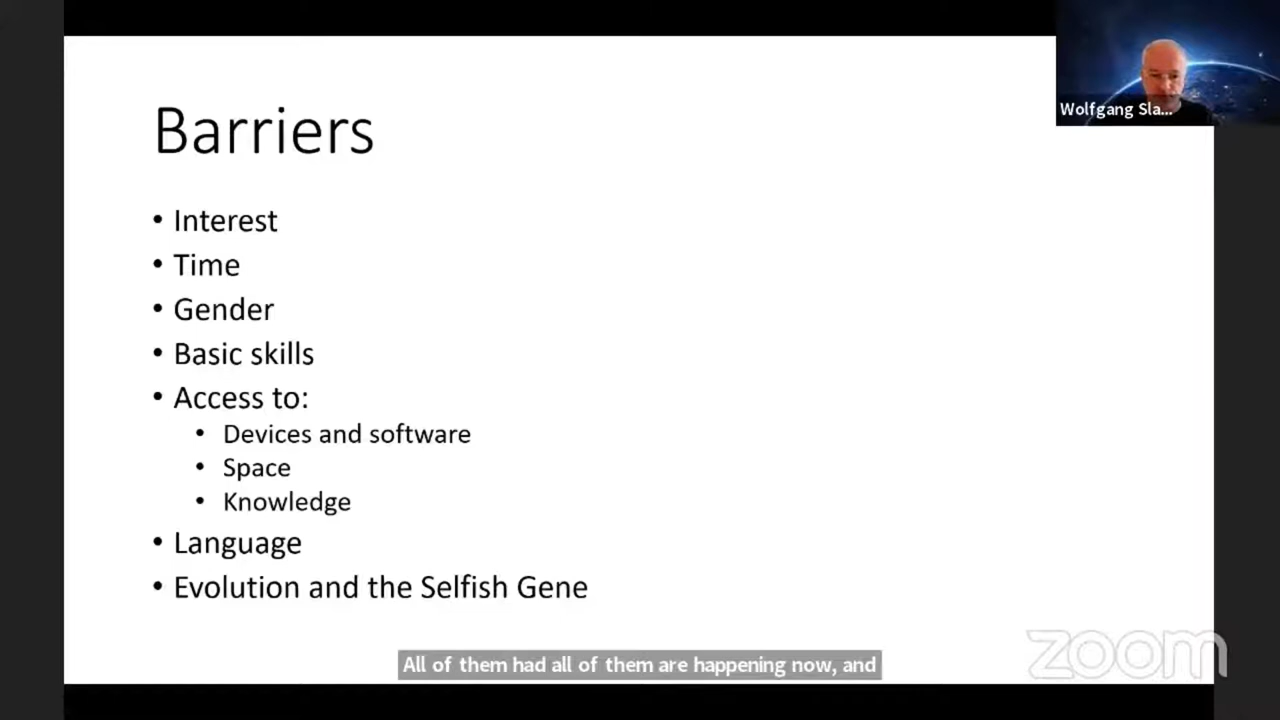 Barriers
• Interest
• Time
• Gender
• Basic skills
• Access to:
• Devices and software
• Space
• Knowledge
• Language
• Evolution and the Selfish Gene
Wolfgang Sla...
All of them had all of them are happening now, and
zoom